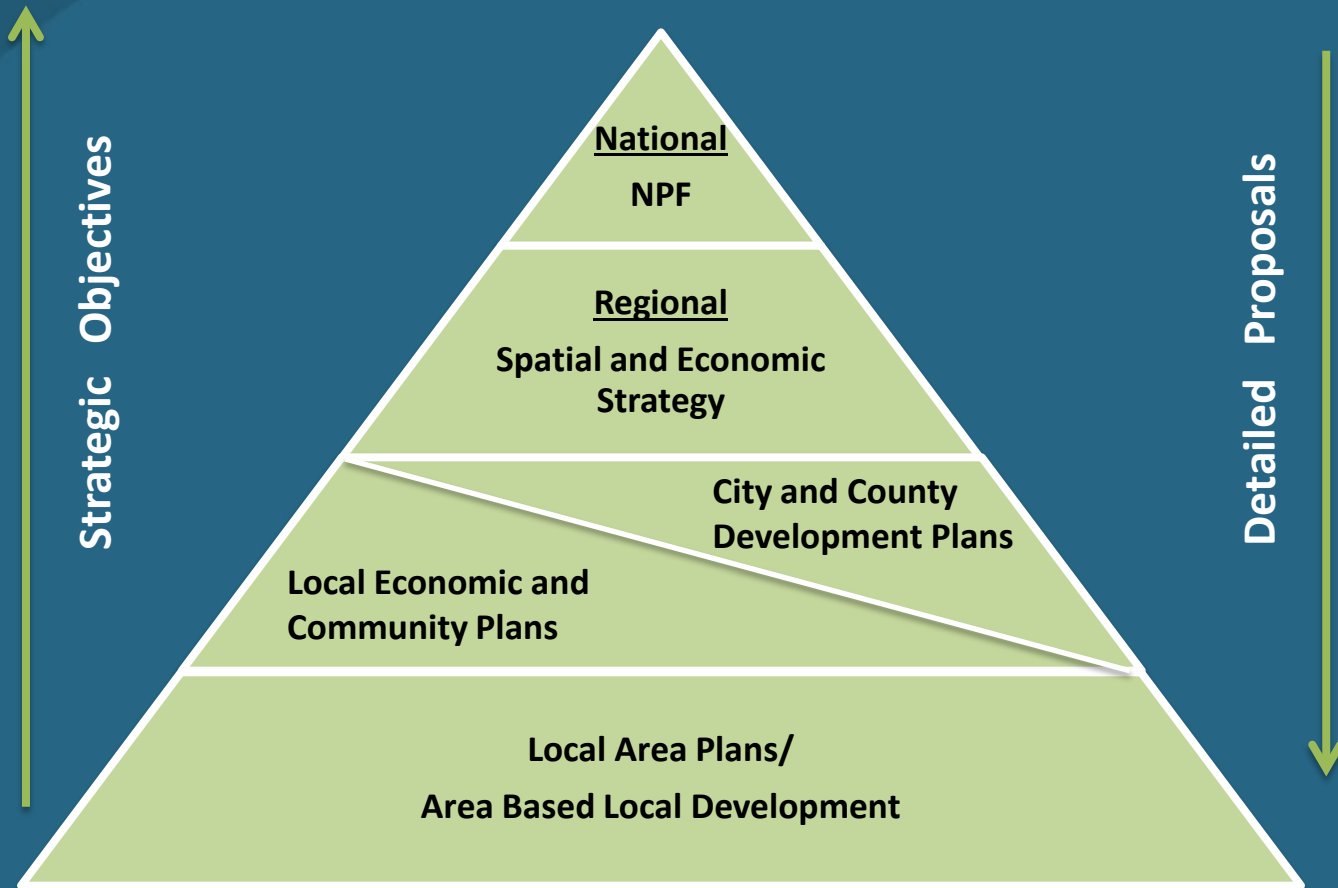 Strategic Objectives
National
NPF
Regional
Spatial and Economic
Strategy
City and County
Development Plans
Local Economic and
Community Plans
Local Area Plans/
Area Based Local Development
Detailed Proposals